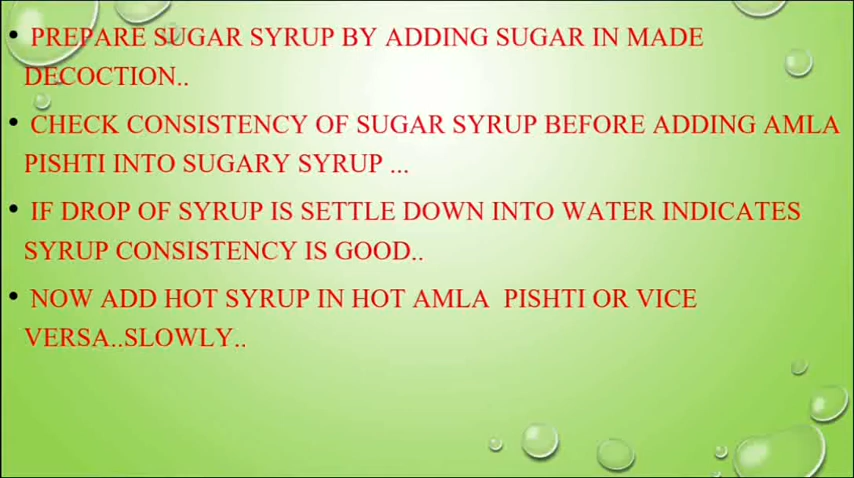 • PREPARE SUGAR SYRUP BY ADDING SUGAR IN MADE
DECOCTION..
• CHECK CONSISTENCY OF SUGAR SYRUP BEFORE ADDING AMLA
PISHTI INTO SUGARY SYRUP ...
• IF DROP OF SYRUP IS SETTLE DOWN INTO WATER INDICATES
SYRUP CONSISTENCY IS GOOD..
• NOW ADD HOT SYRUP IN HOT AMLA PISHTI OR VICE
VERSA..SLOWLY..